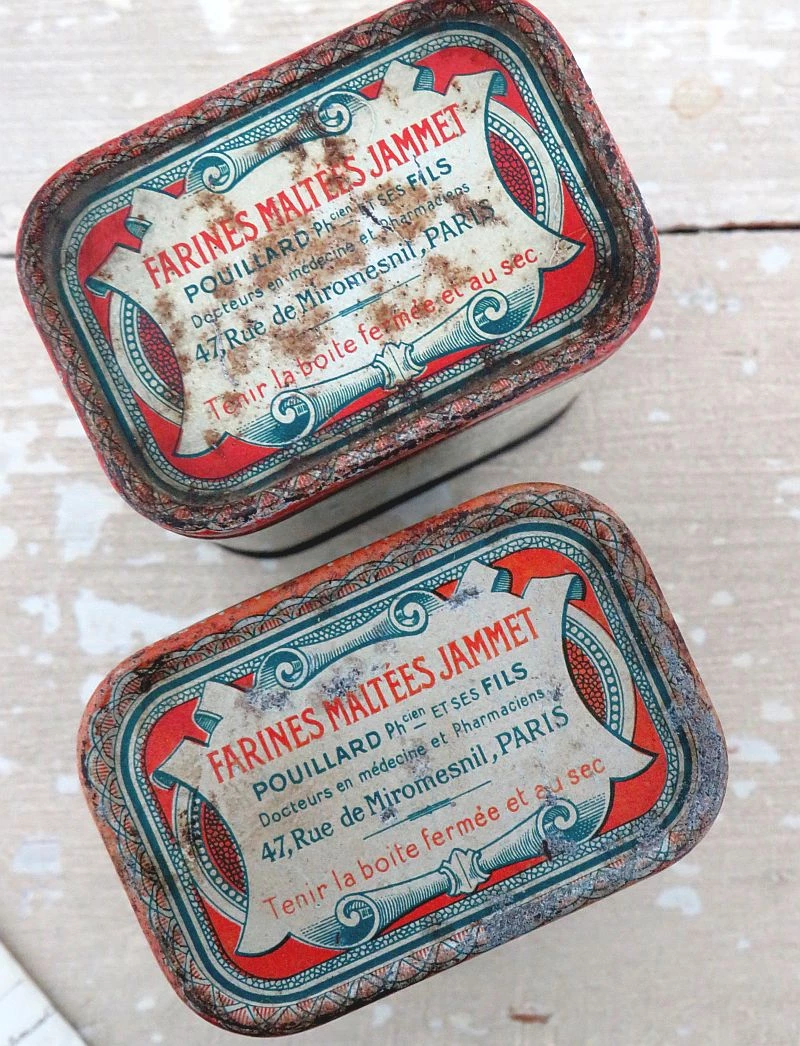 FARINES MALTÉES JAMMET
POUILLARD Phcien ET SES FILS
Docteurs en médecine et Pharmaciens
47, Rue de Miromesnil, PARIS
Tenir la boite fermée et au sec
FARINES MALTÉES JAMMET
POUILLARD Phcien ET SES FILS
Docteurs en médecine et Pharmaciens
47, Rue de Miromesnil, PARIS
Tenir la boite fermée et au sec